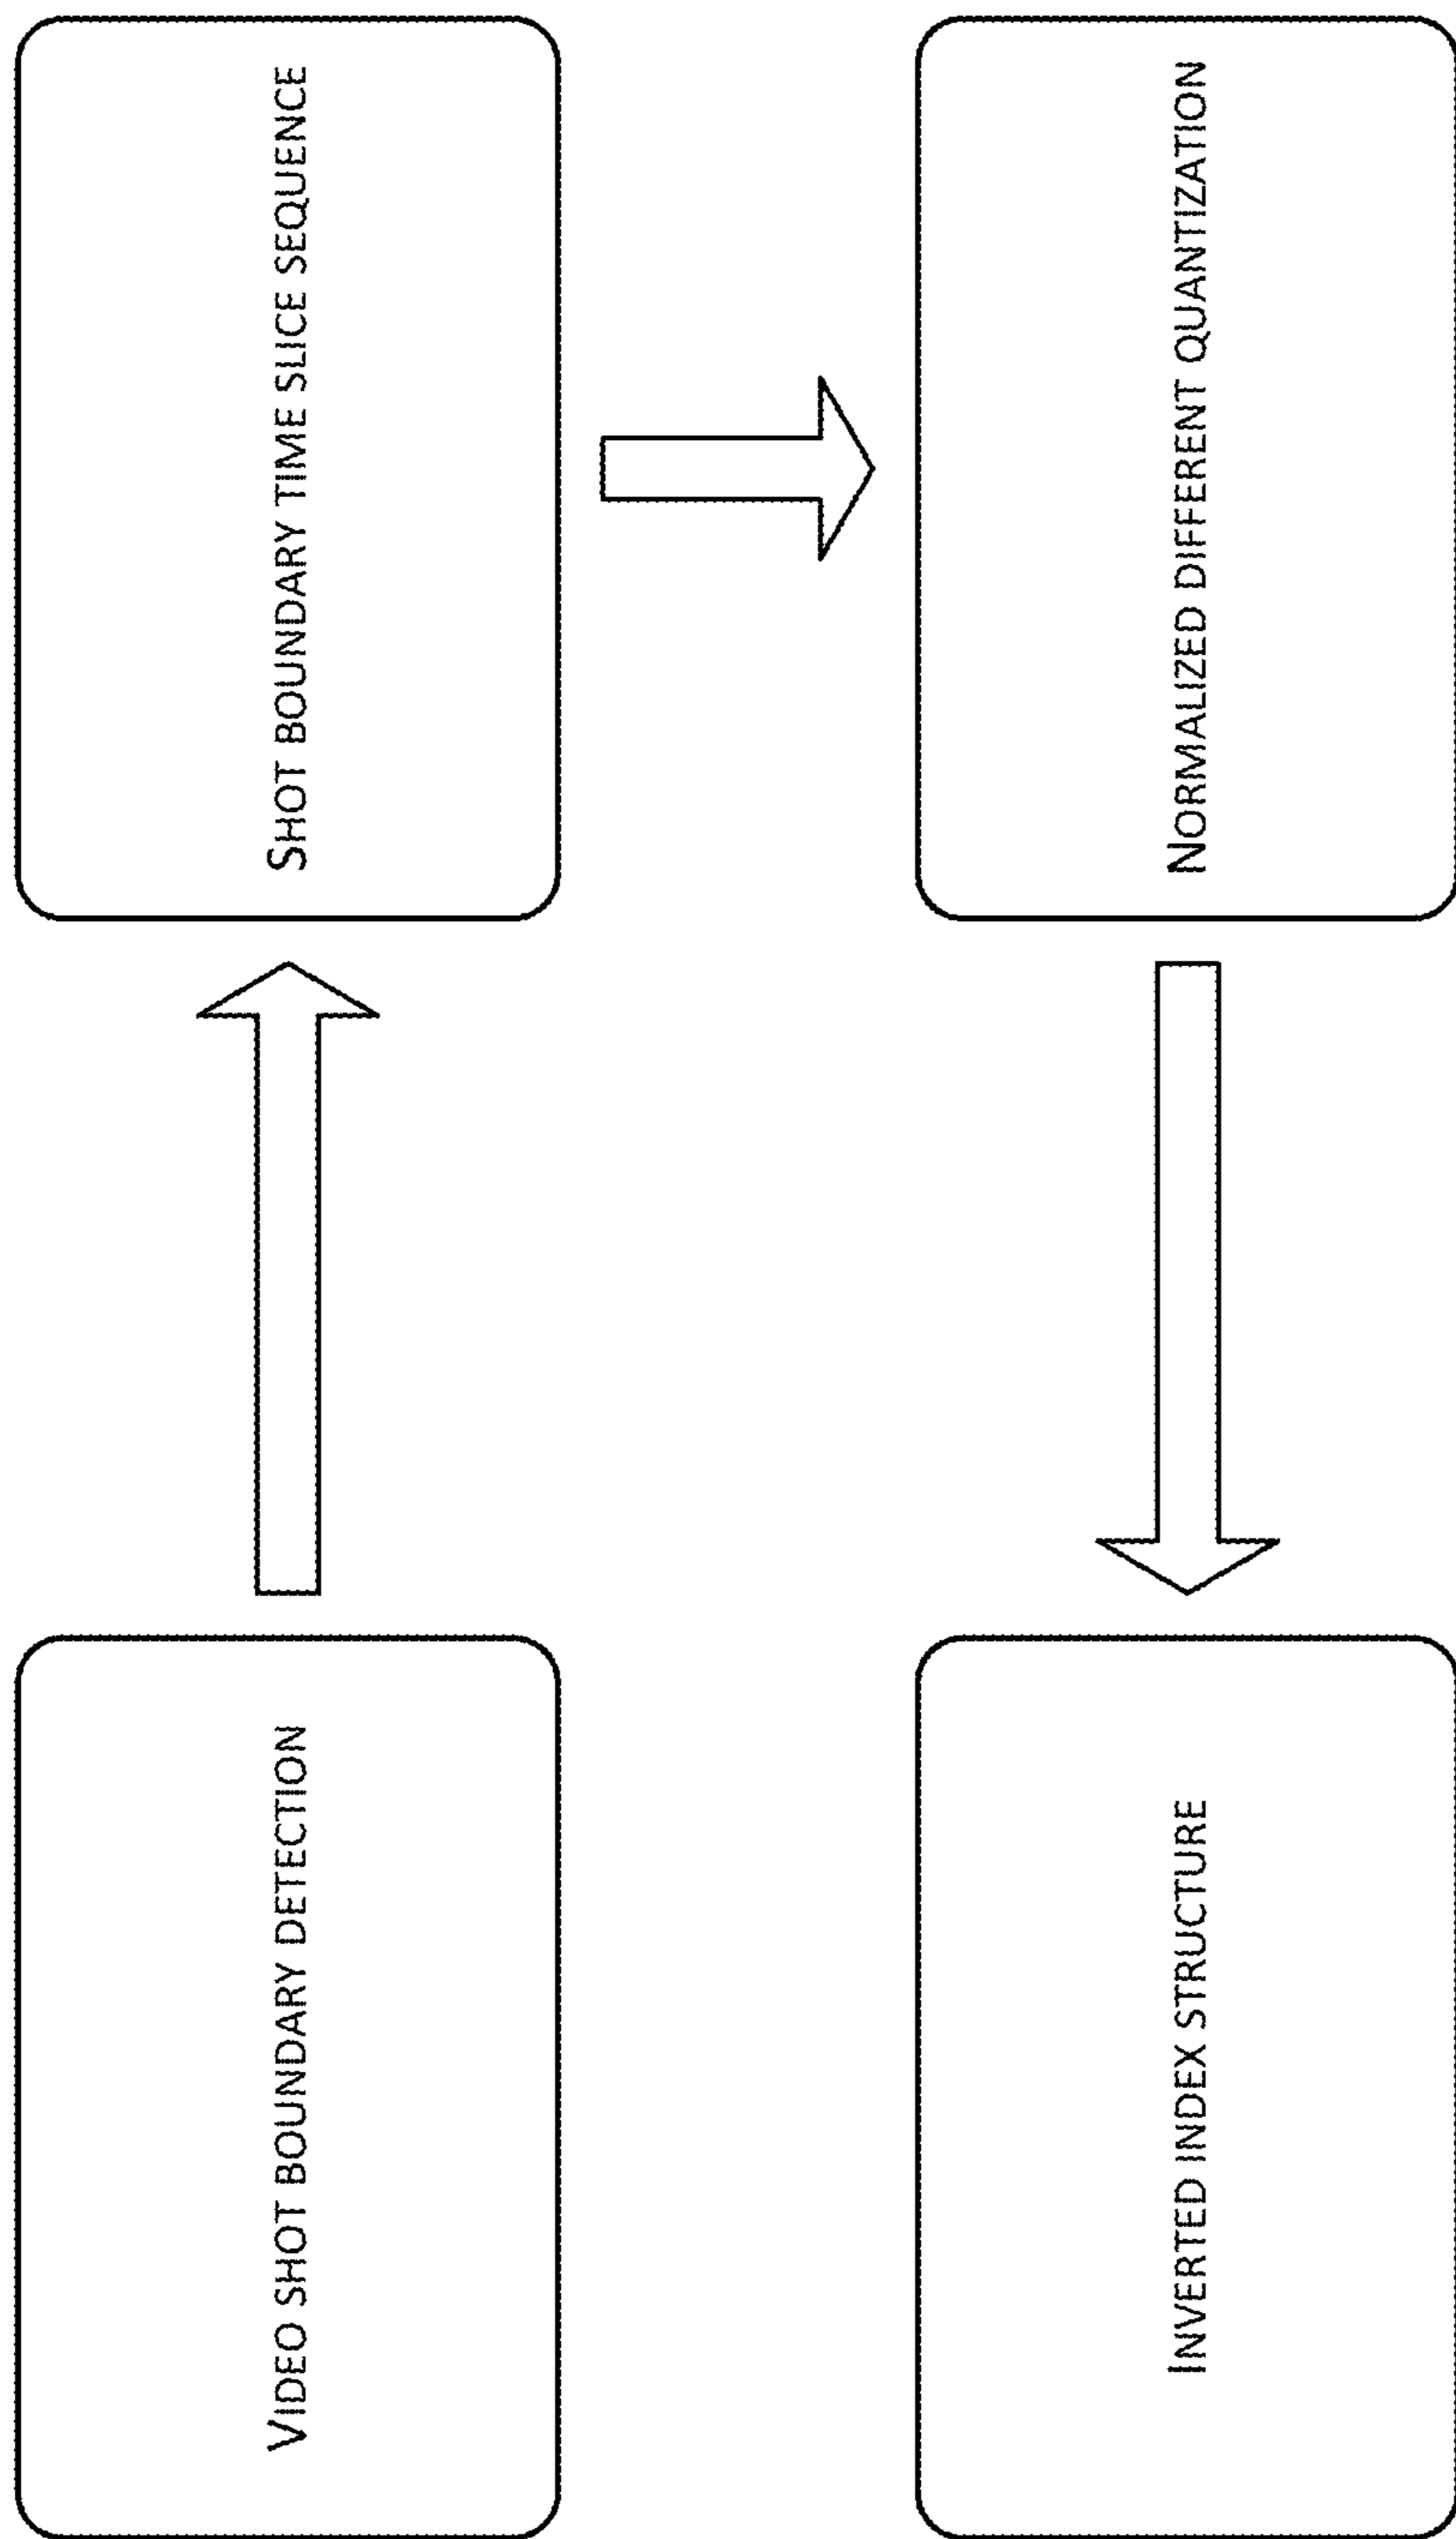 VIDEO SHOT BOUNDARY DETECTION
SHOT BOUNDARY TIME SLICE SEQUENCE
NORMALIZED DIFFERENT QUANTIZATION
INVERTED INDEX STRUCTURE